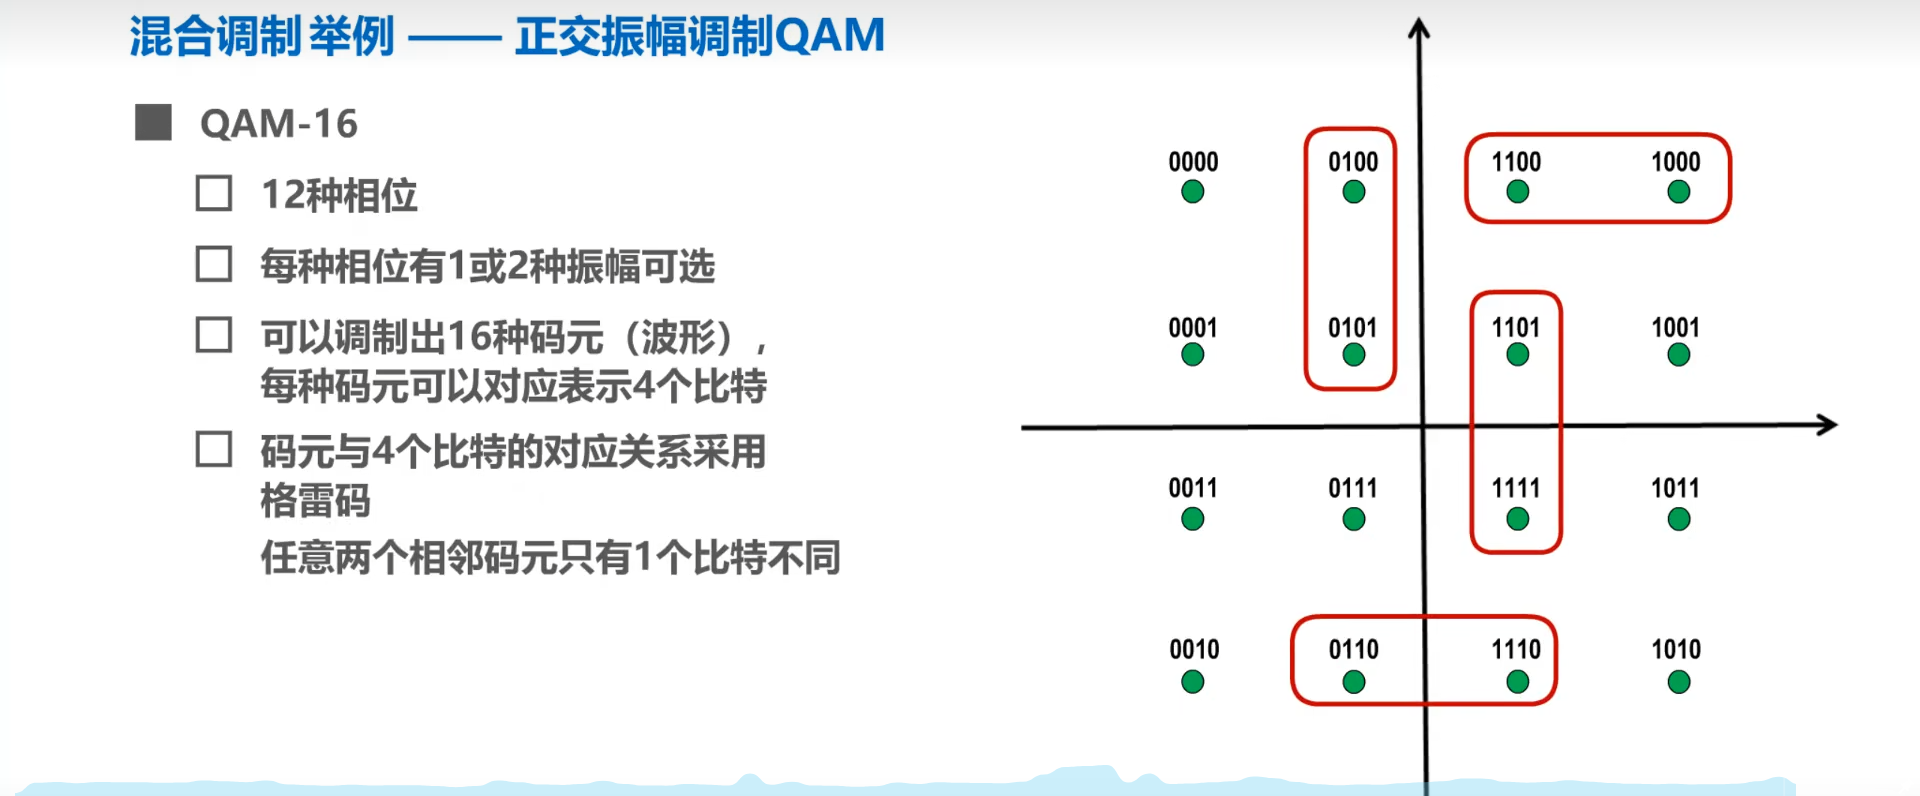 混合调制 举例 —— 正交振幅调制QAM
QAM-16
12种相位
每种相位有1或2种振幅可选
可以调制出16种码元（波形），
每种码元可以对应表示4个比特
码元与4个比特的对应关系采用
格雷码
任意两个相邻码元只有1个比特不同
0000 0100 1100 1000
0001 0101 1101 1001
0011 0111 1111 1011
0010 0110 1110 1010